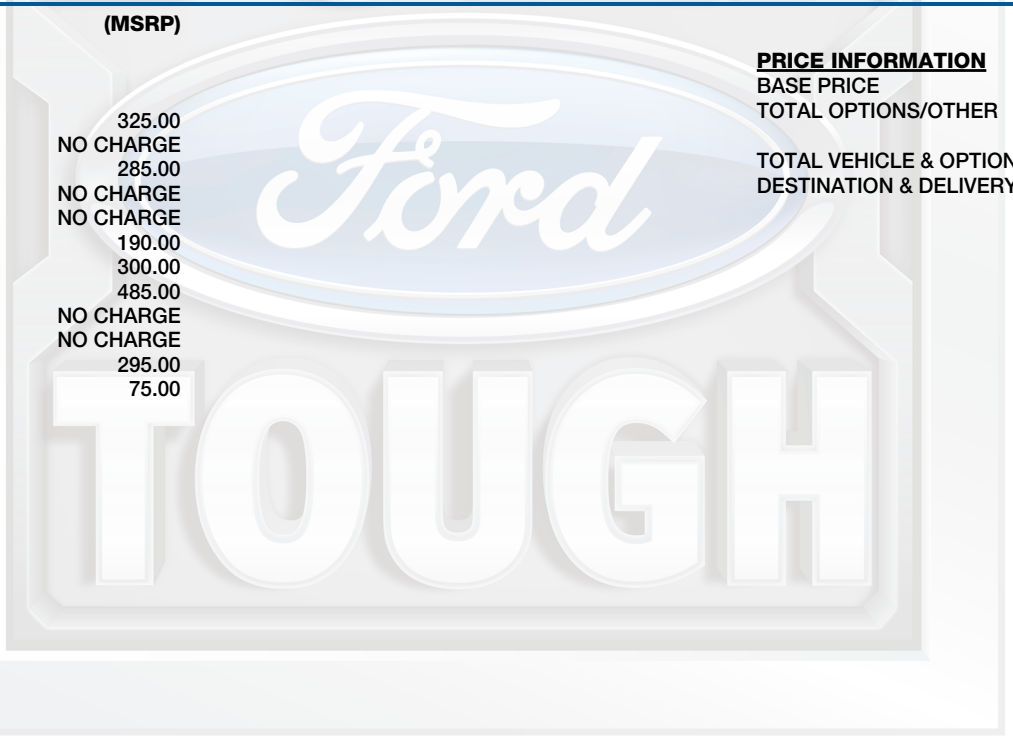 (MSRP)
325.00
NO CHARGE
285.00
NO CHARGE
NO CHARGE
190.00
300.00
485.00
NO CHARGE
NO CHARGE
295.00
75.00
PRICE INFORMATION
BASE PRICE
TOTAL OPTIONS/OTHER
TOTAL VEHICLE & OPTION
DESTINATION & DELIVERY
Ford
TOUGH